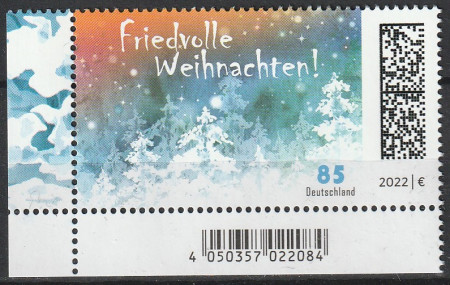 Friedvolle
Weihnachten!
85
Deutschland
2022 | €
4 050357 022084